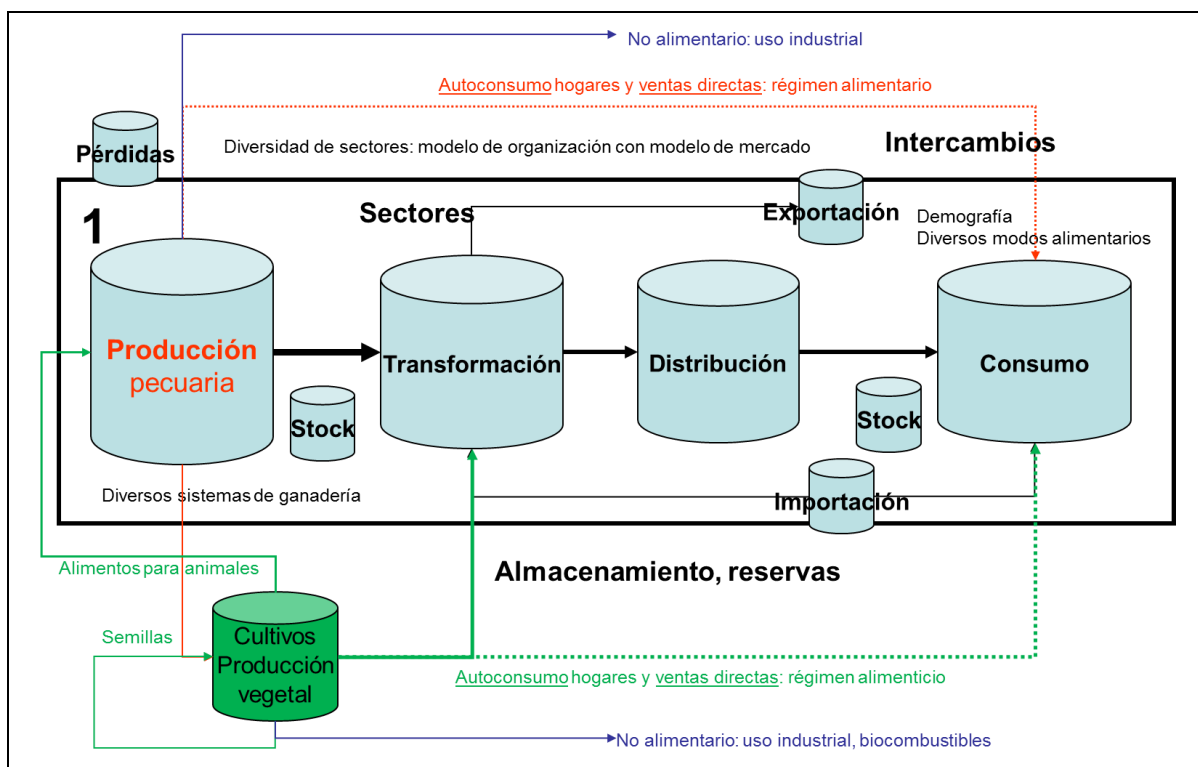 No alimentario: uso industrial
Autoconsumo hogares y ventas directas: régimen alimentario
Pérdidas
Diversidad de sectores: modelo de organización con modelo de mercado
Intercambios
1
Sectores
Exportación
Demografía
Diversos modos alimentarios
Producción
pecuaria
Transformación
Distribución
Consumo
Stock
Stock
Diversos sistemas de ganadería
Importación
Alimentos para animales
Almacenamiento, reservas
Semillas
Cultivos
Producción
vegetal
Autoconsumo hogares y ventas directas: régimen alimenticio
No alimentario: uso industrial, biocombustibles